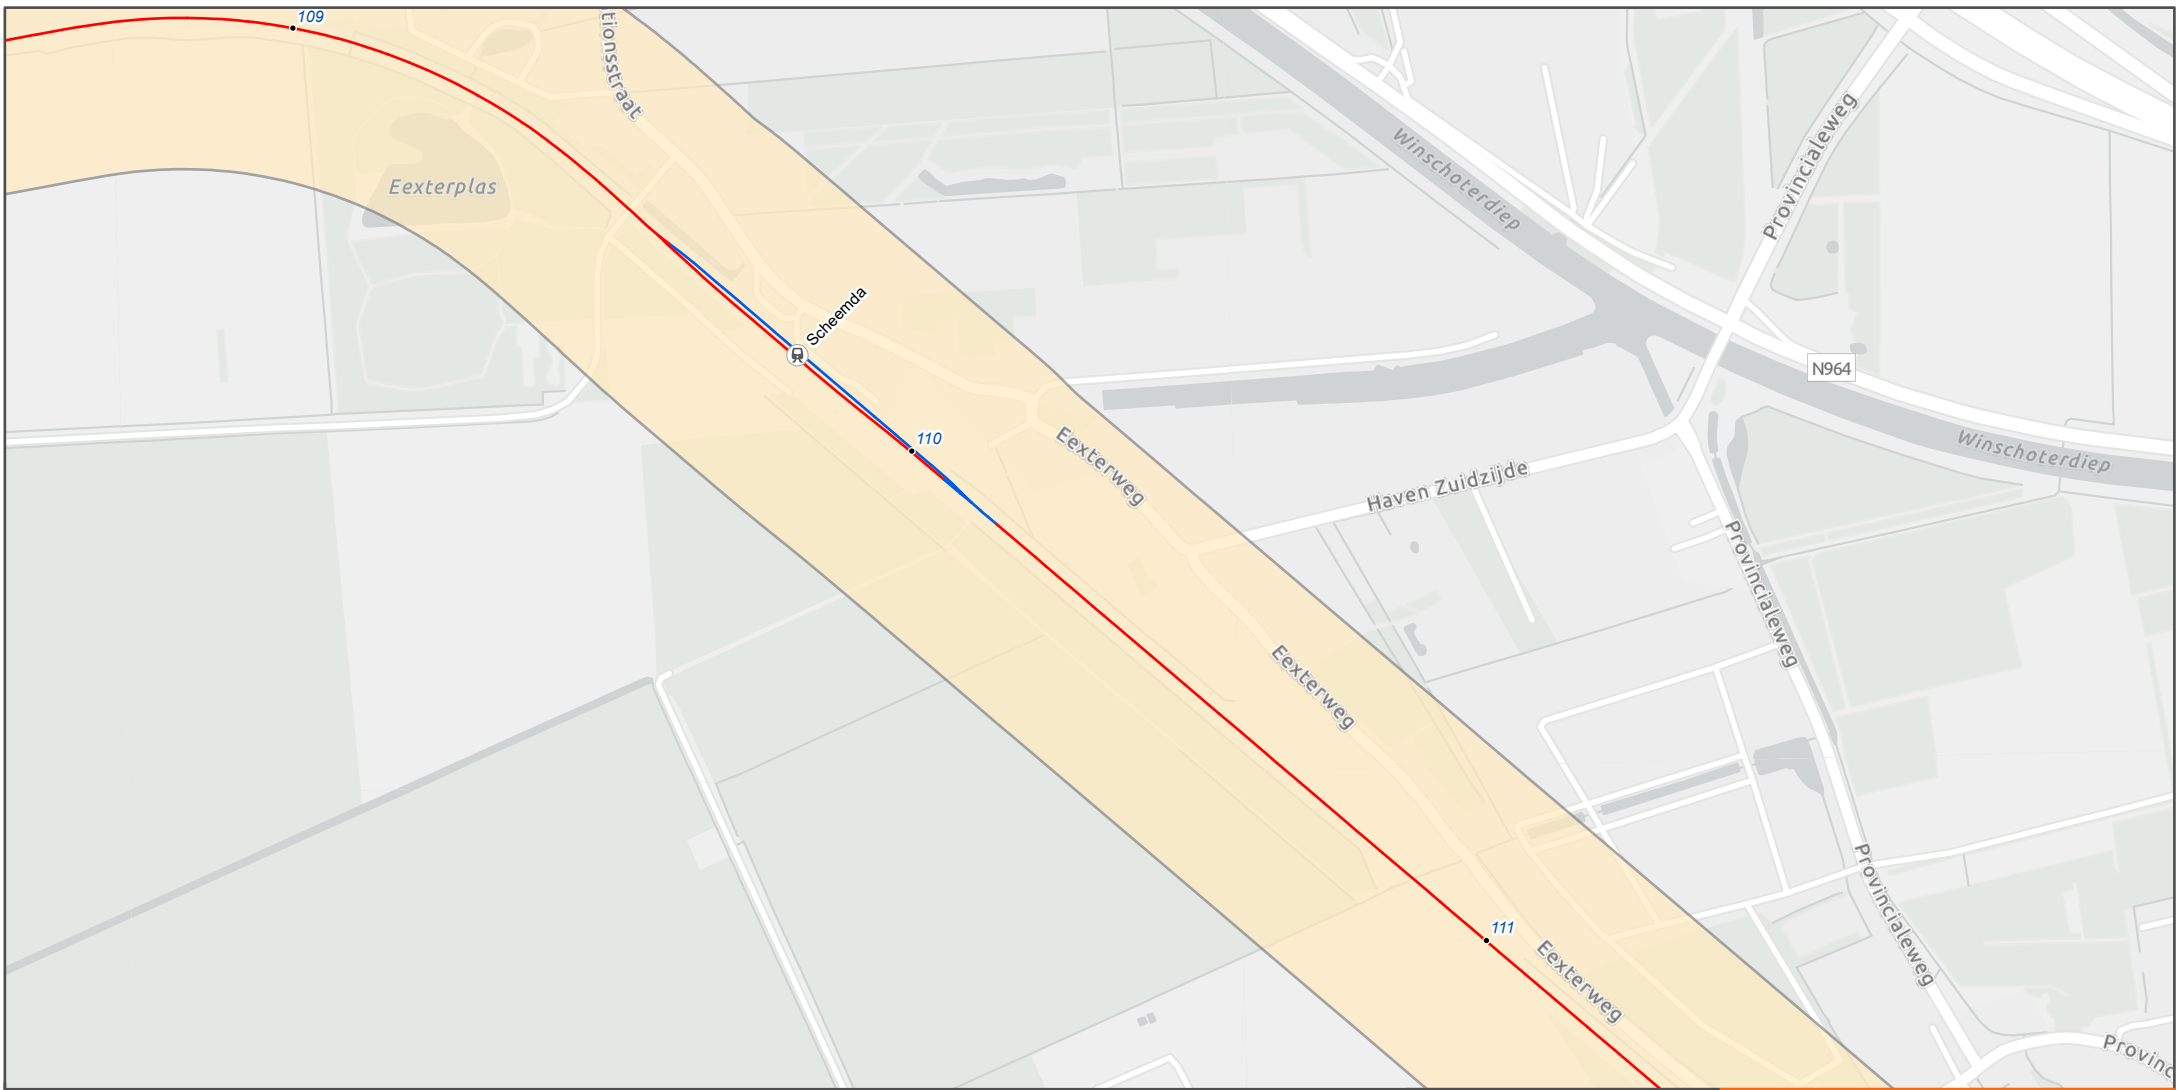 109
tionsstraat
Provincialeweg
Winschoterdiep
Eexterplas
Scheemda
N964
110
Eexterweg
Winschoterdiep
Haven Zuidzijde
Provincialeweg
Eexterweg
Provincialeweg
111
Eexterweg
Provinc